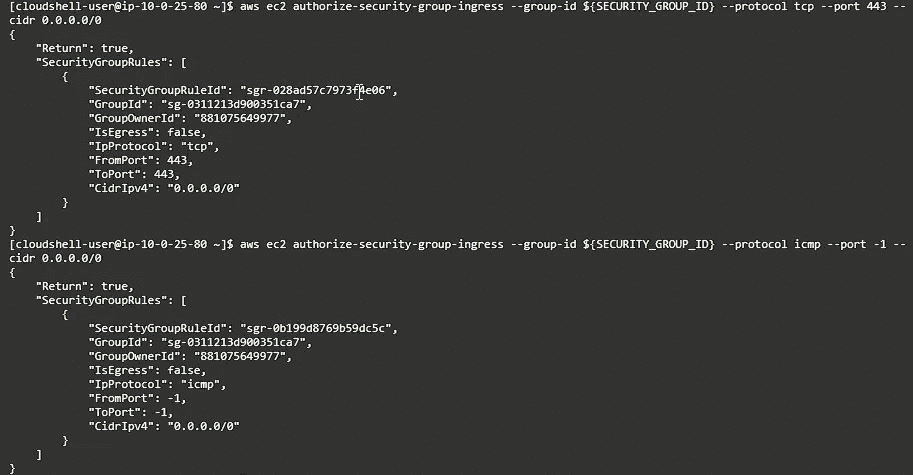 [cloudshell-user@ip-10-0-25-80 ~]$ aws ec2 authorize-security-group-ingress --group-id ${SECURITY_GROUP_ID} --protocol tcp --port 443 --
cidr 0.0.0.0/0
{
    "Return": true,
    "SecurityGroupRules": [
        {
            "SecurityGroupRuleId": "sgr-028ad57c7973f4e06",
            "GroupId": "sg-0311213d900351ca7",
            "GroupOwnerId": "881075649977",
            "IsEgress": false,
            "IpProtocol": "tcp",
            "FromPort": 443,
            "ToPort": 443,
            "CidrIpv4": "0.0.0.0/0"
        }
    ]
}
[cloudshell-user@ip-10-0-25-80 ~]$ aws ec2 authorize-security-group-ingress --group-id ${SECURITY_GROUP_ID} --protocol icmp --port -1 --
cidr 0.0.0.0/0
{
    "Return": true,
    "SecurityGroupRules": [
        {
            "SecurityGroupRuleId": "sgr-0b199d8769b59dc5c",
            "GroupId": "sg-0311213d900351ca7",
            "GroupOwnerId": "881075649977",
            "IsEgress": false,
            "IpProtocol": "icmp",
            "FromPort": -1,
            "ToPort": -1,
            "CidrIpv4": "0.0.0.0/0"
        }
    ]
}